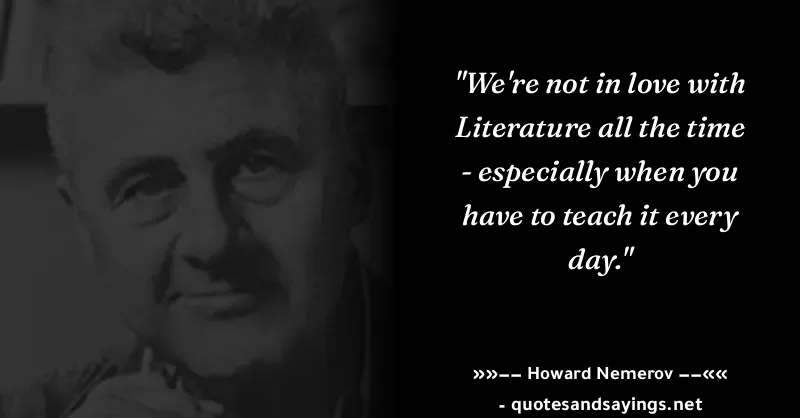 "We're not in love with
Literature all the time
- especially when you
have to teach it every
day."
»»−− Howard Nemerov −−««
- quotesandsayings.net